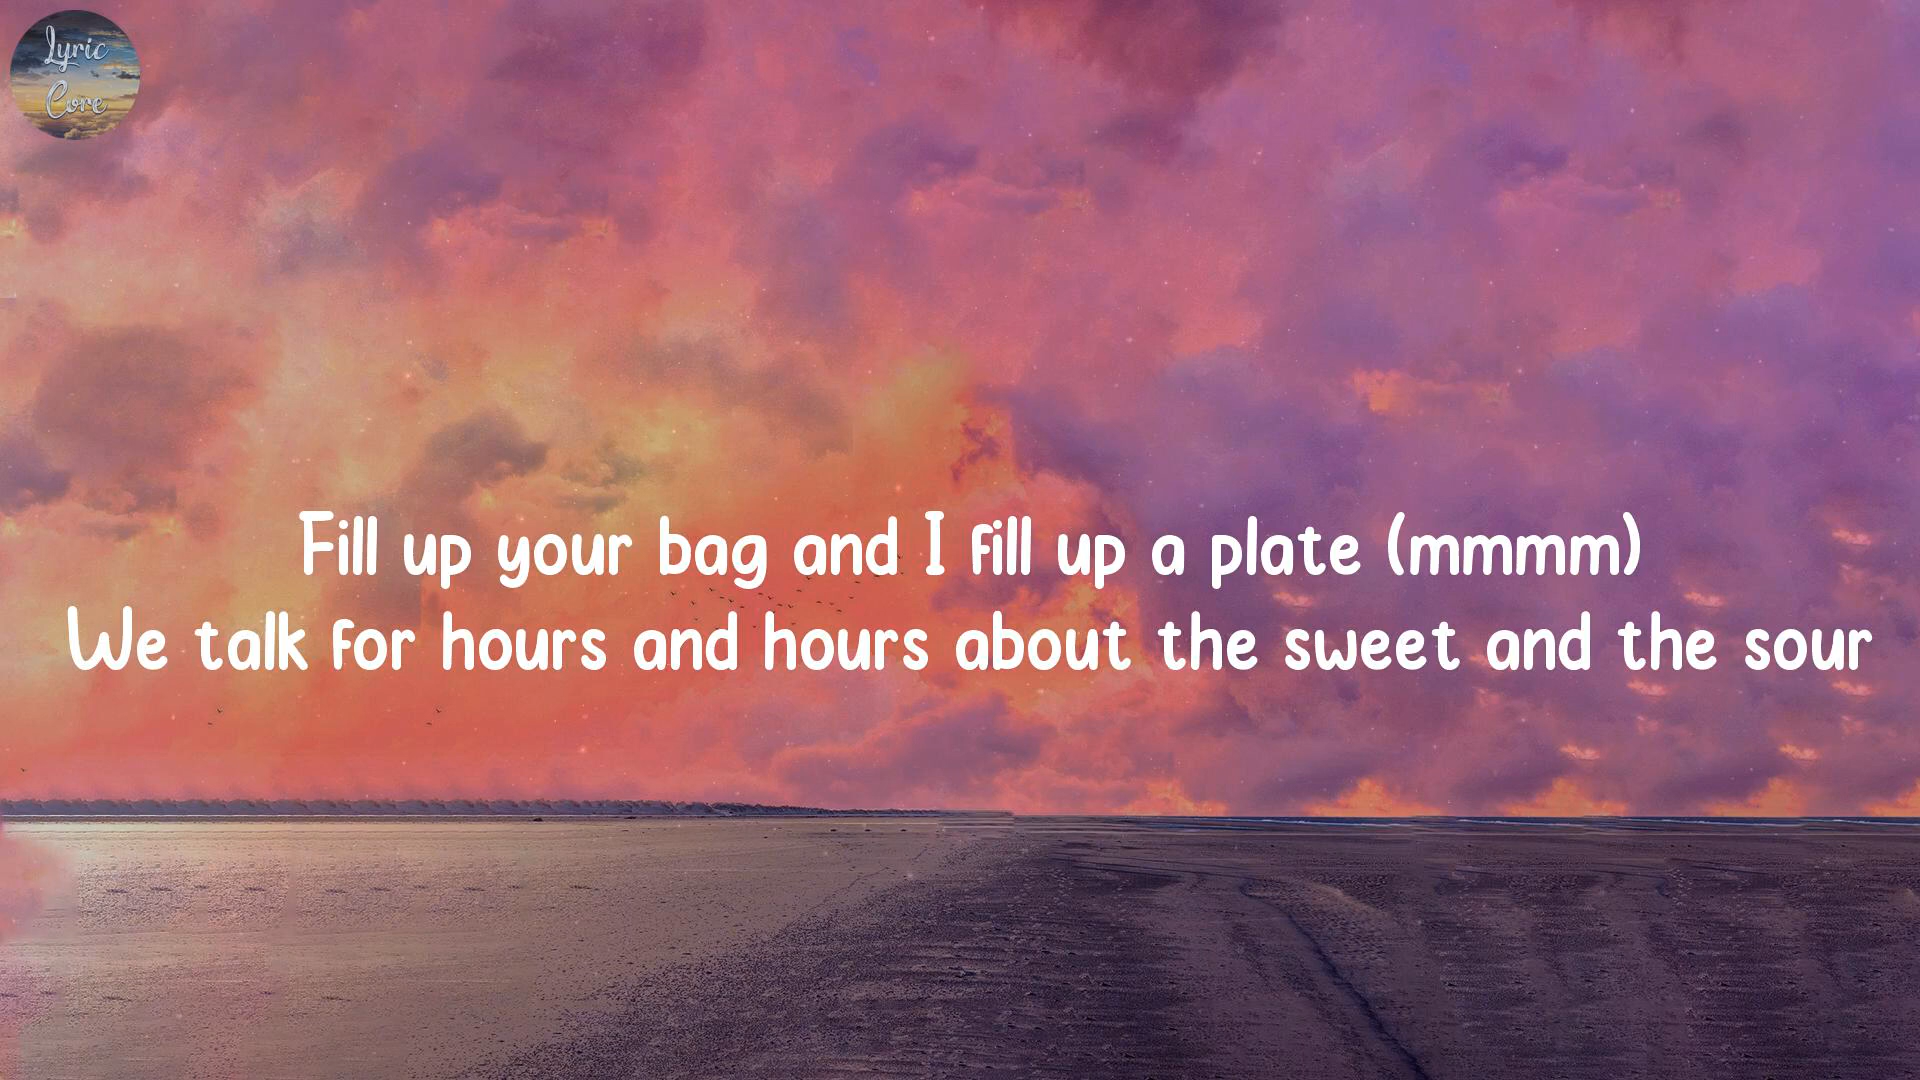 Lyric
Core
Fill up your bag and I fill up a plate (mmmm)
We talk for hours and hours about the sweet and the sour